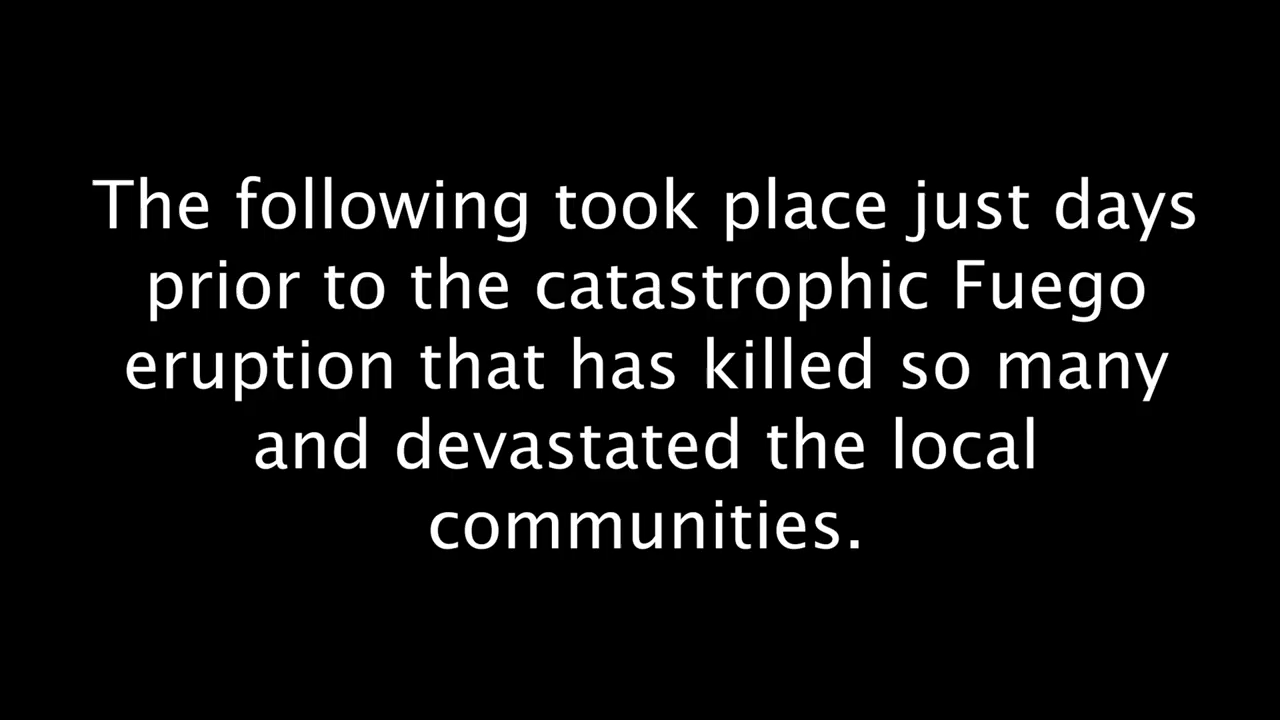 The following took place just days
prior to the catastrophic Fuego
eruption that has killed so many
and devastated the local
communities.